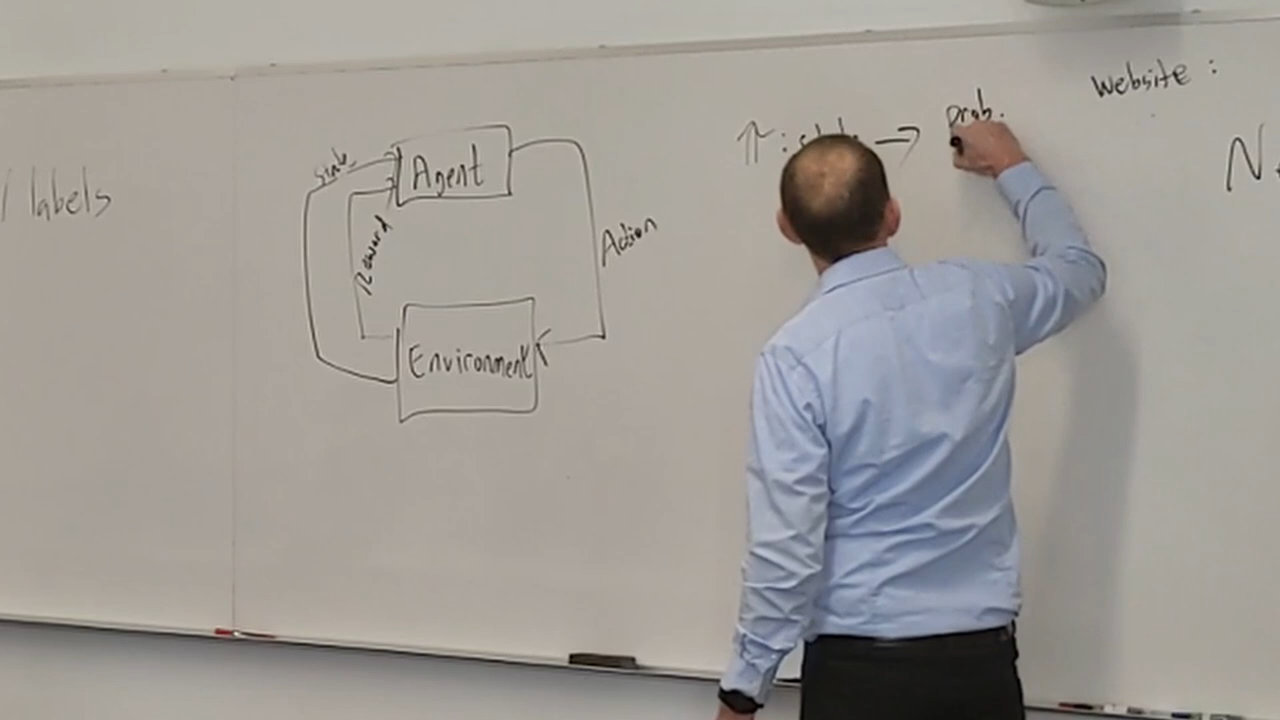 labels
State
Agent
Reward
Action
Environment
π: state → prob.
Website:
N